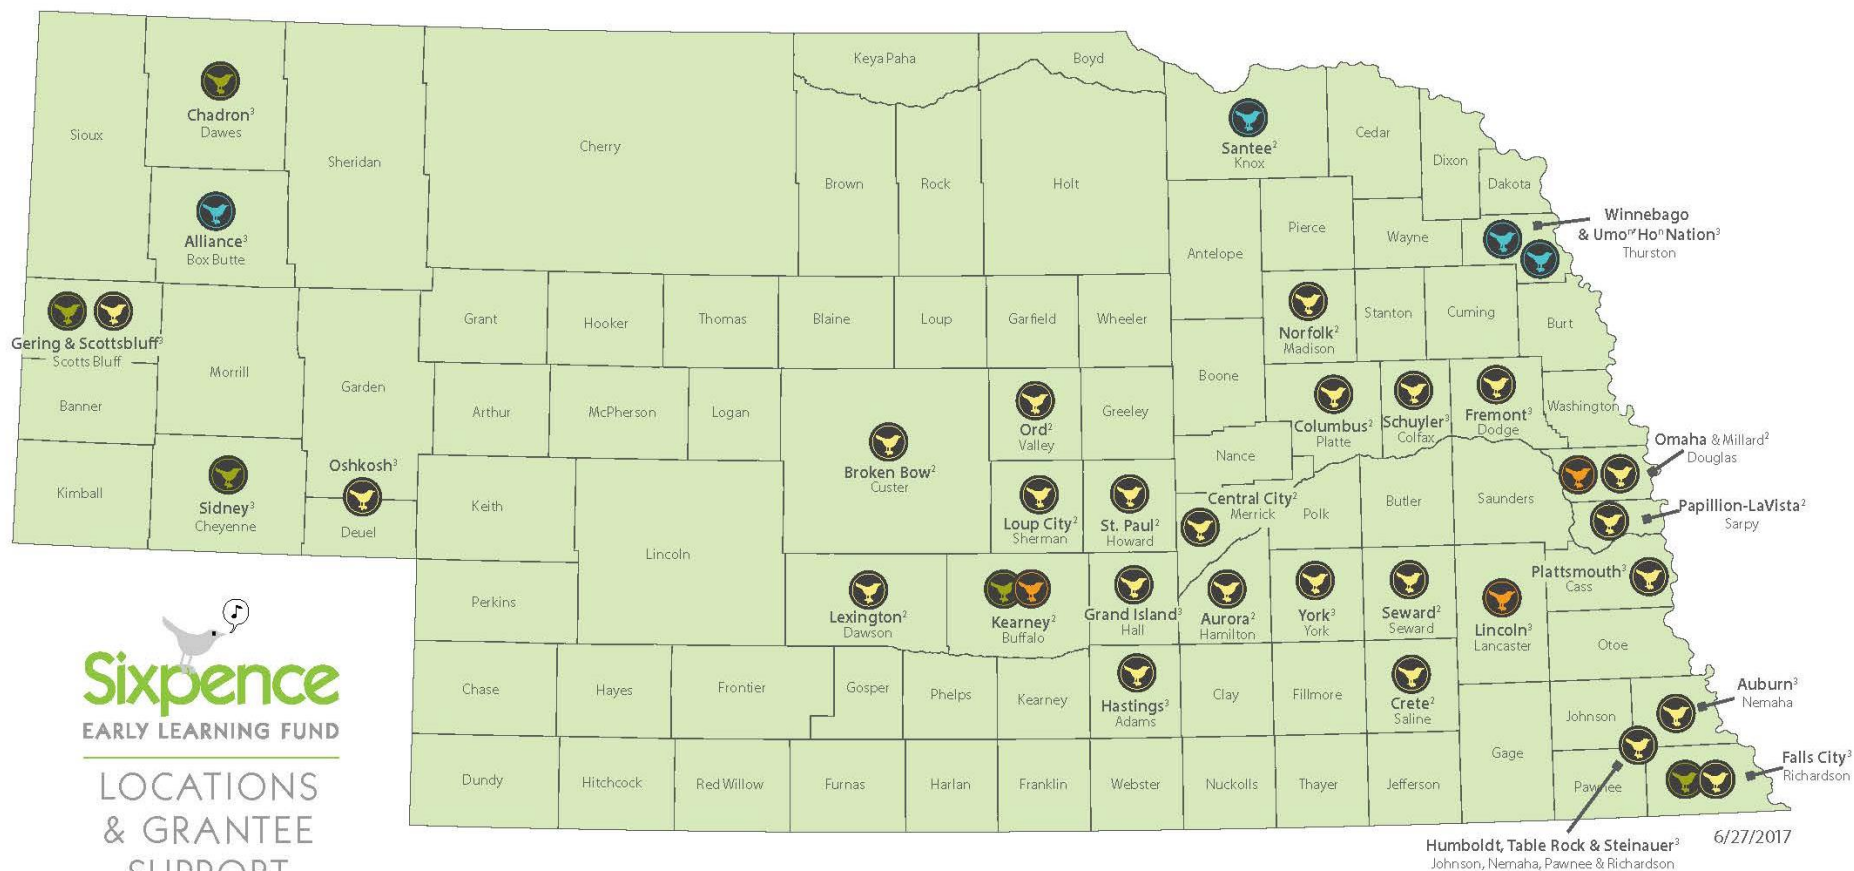 Keya Paha
Boyd
Chadron³
Dawes
Sioux
Sheridan
Cherry
Brown
Rock
Holt
Santee²
Knox
Cedar
Dixon
Dakota
Alliance³
Box Butte
Antelope
Pierce
Wayne
Winnebago
& Umoⁿ'Hoⁿ Nation³
Thurston
Gering & Scottsbluff³
Scotts Bluff
Morrill
Garden
Grant
Hooker
Thomas
Blaine
Loup
Garfield
Wheeler
Norfolk²
Madison
Stanton
Cuming
Burt
Banner
Arthur
McPherson
Logan
Broken Bow²
Custer
Ord²
Valley
Greeley
Boone
Columbus²
Platte
Schuyler³
Colfax
Fremont³
Dodge
Washington
Omaha & Millard²
Douglas
Kimball
Sidney³
Cheyenne
Oshkosh³
Deuel
Keith
Lincoln
Loup City²
Sherman
St. Paul²
Howard
Nance
Central City²
Merrick
Polk
Butler
Saunders
Papillion-LaVista²
Sarpy
Perkins
Lexington²
Dawson
Kearney²
Buffalo
Grand Island³
Hall
Aurora²
Hamilton
York³
York
Seward²
Seward
Lincoln³
Lancaster
Plattsmouth³
Cass
Otoe
Chase
Hayes
Frontier
Gosper
Phelps
Kearney
Hastings³
Adams
Clay
Fillmore
Crete²
Saline
Gage
Johnson
Auburn³
Nemaha
Dundy
Hitchcock
Red Willow
Furnas
Harlan
Franklin
Webster
Nuckolls
Thayer
Jefferson
Pawnee
Falls City³
Richardson
Humboldt, Table Rock & Steinauer³
Johnson, Nemaha, Pawnee & Richardson
6/27/2017
Sixpence
EARLY LEARNING FUND
LOCATIONS
& GRANTEE
SUPPORT